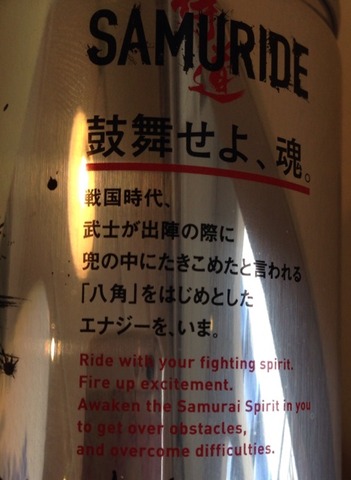 侍道
SAMURIDE
鼓舞せよ、魂。
戦国時代、
武士が出陣の際に
兜の中にたきこめたと言われる
「八角」をはじめとした
エナジーを、いま。
Ride with your fighting spirit.
Fire up excitement.
Awaken the Samurai Spirit in you
to get over obstacles,
and overcome difficulties.